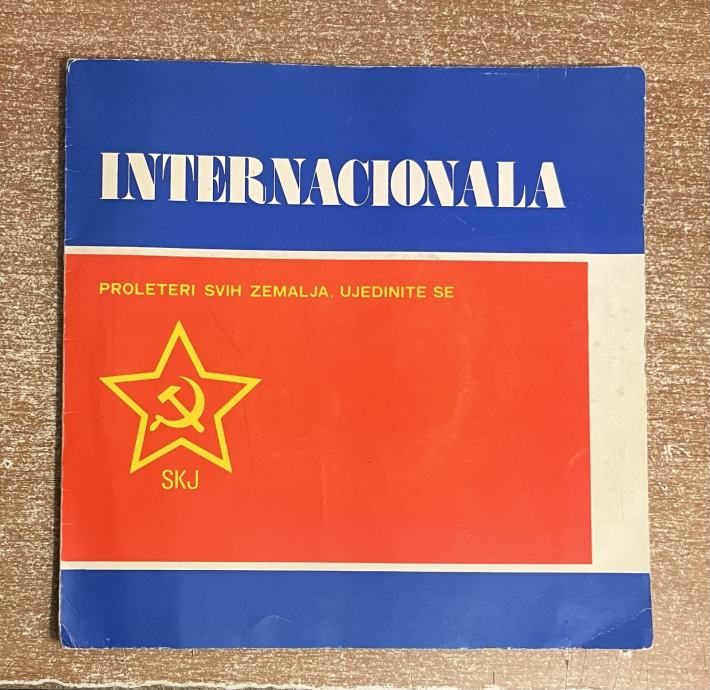 INTERNACIONALA
PROLETERI SVIH ZEMALJA, UJEDINITE SE
SKJ